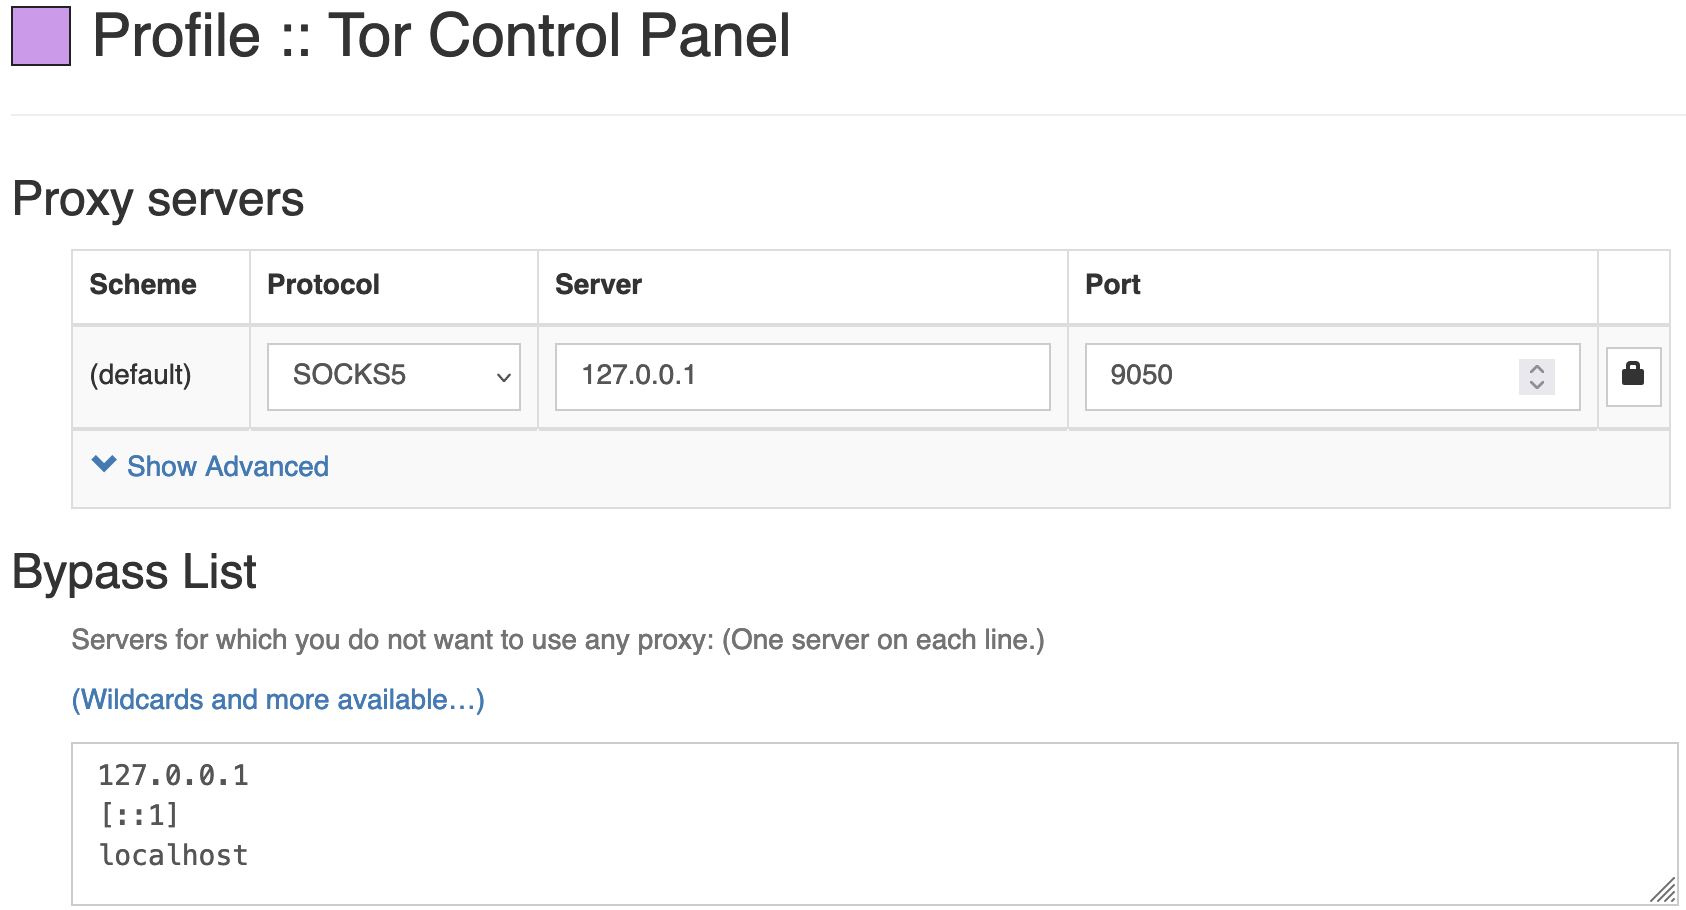 Profile :: Tor Control Panel
Proxy servers
Scheme Protocol Server Port
(default) SOCKS5 127.0.0.1 9050
Show Advanced
Bypass List
Servers for which you do not want to use any proxy: (One server on each line.)
(Wildcards and more available…)
127.0.0.1
[::1]
localhost